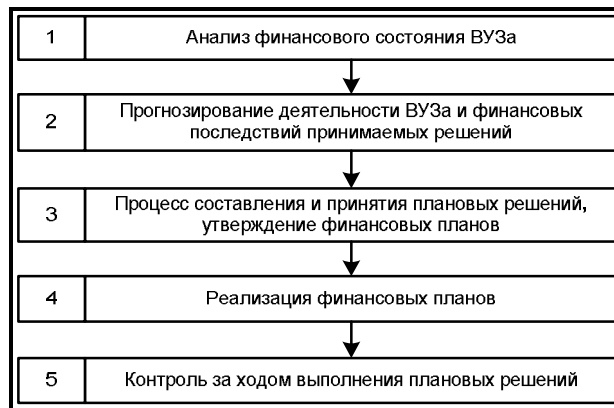 1 Анализ финансового состояния ВУЗа
2 Прогнозирование деятельности ВУЗа и финансовых
последствий принимаемых решений
3 Процесс составления и принятия плановых решений,
утверждение финансовых планов
4 Реализация финансовых планов
5 Контроль за ходом выполнения плановых решений